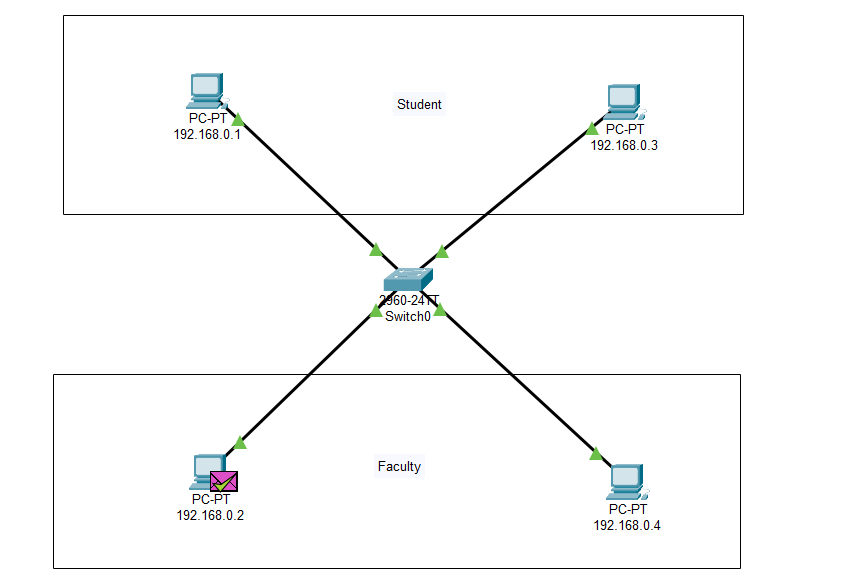 Student
PC-PT
192.168.0.1
PC-PT
192.168.0.3
2960-24TT
Switch0
Faculty
PC-PT
192.168.0.2
PC-PT
192.168.0.4